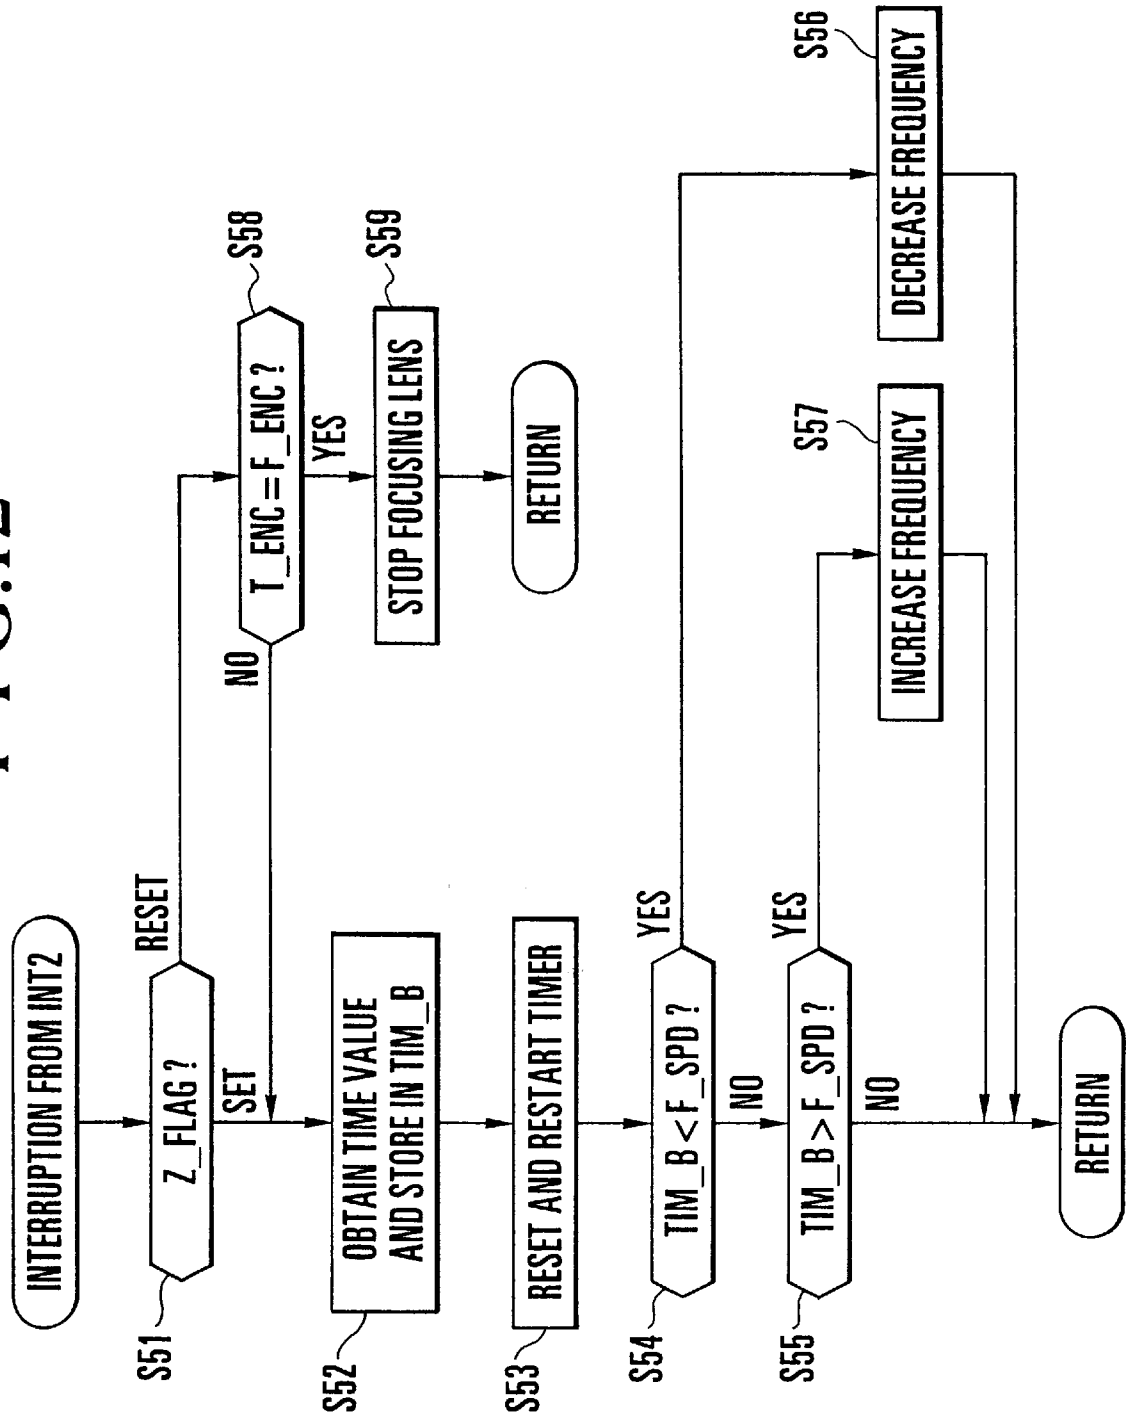 INTERRUPTION FROM INT2
S51
Z_FLAG ?
RESET
SET
S58
T_ENC = F_ENC ?
NO
YES
S59
STOP FOCUSING LENS
RETURN
S52
OBTAIN TIME VALUE
AND STORE IN TIM_B
S53
RESET AND RESTART TIMER
S54
TIM_B < F_SPD ?
YES
NO
S55
TIM_B > F_SPD ?
YES
NO
S57
INCREASE FREQUENCY
S56
DECREASE FREQUENCY
RETURN